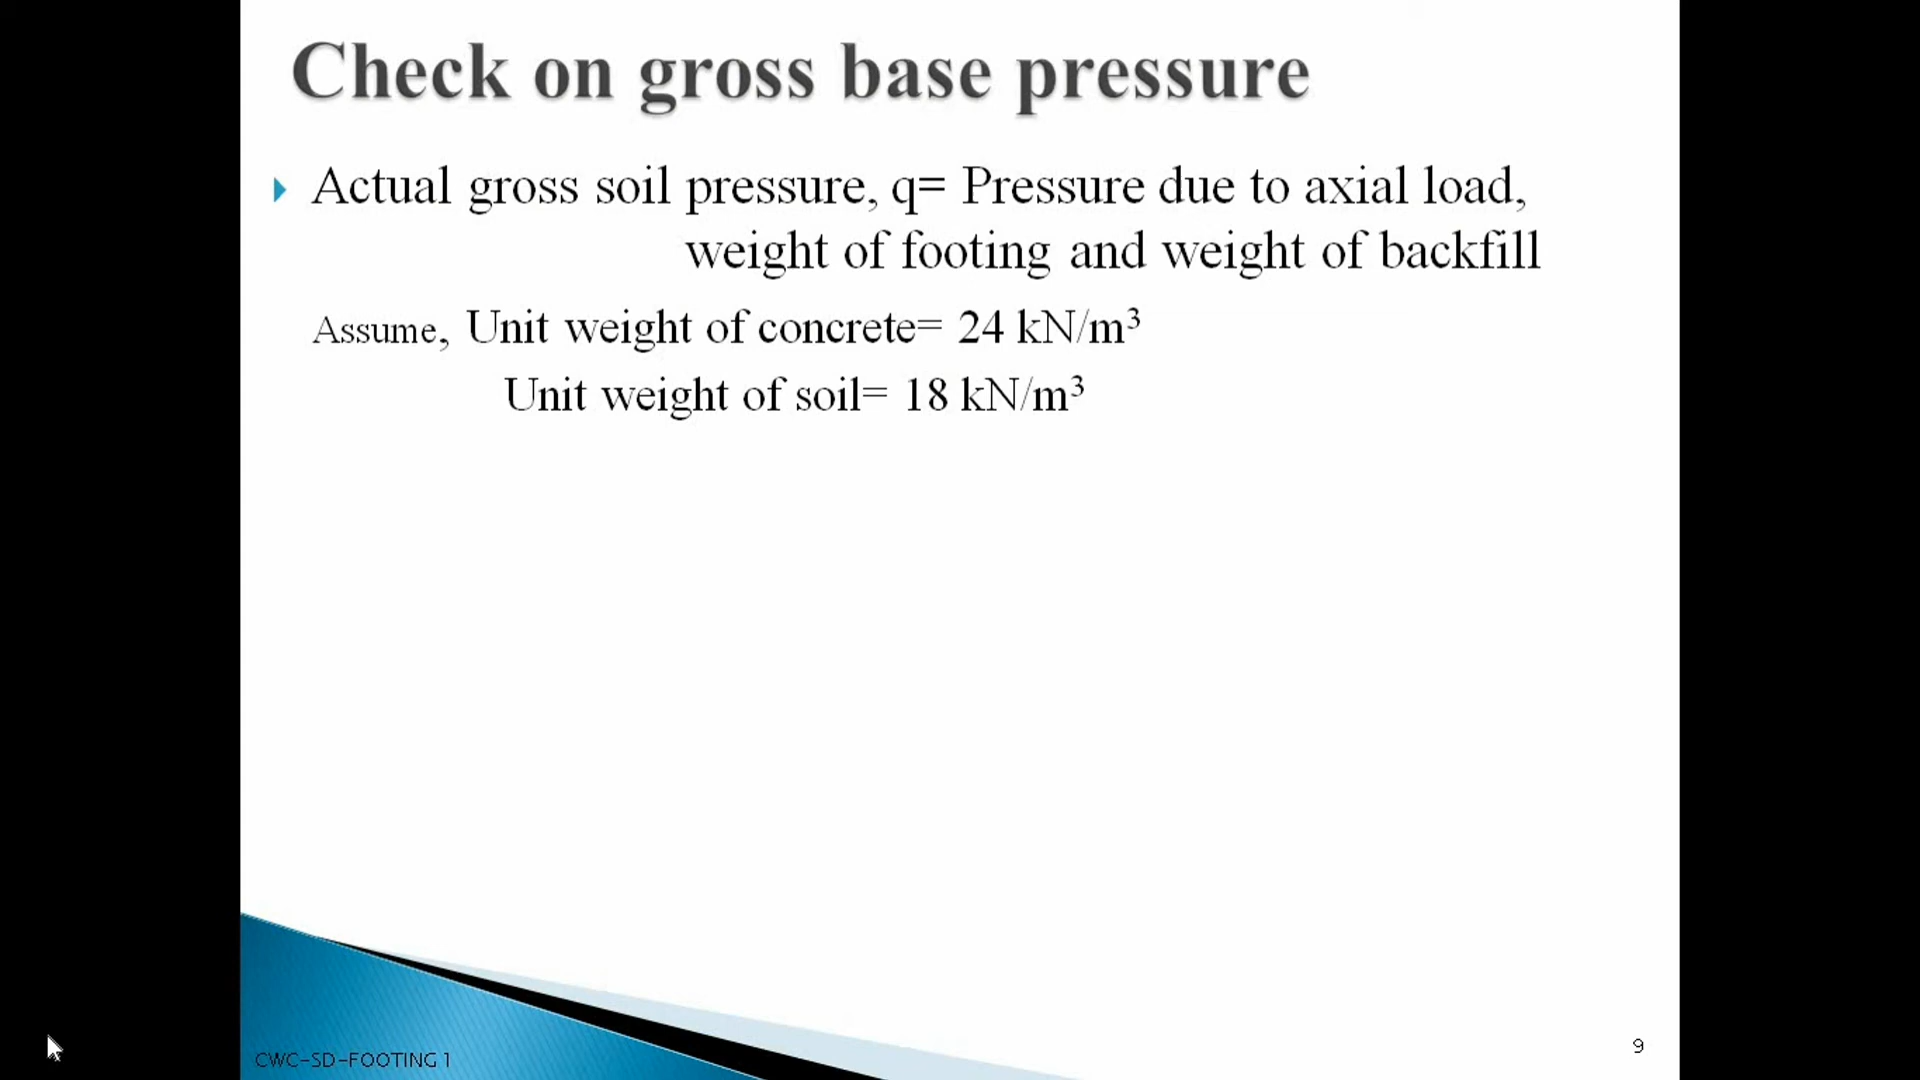 Check on gross base pressure
Actual gross soil pressure, q= Pressure due to axial load,
weight of footing and weight of backfill
Assume, Unit weight of concrete= 24 kN/m³
Unit weight of soil= 18 kN/m³
CWC-SD-FOOTING 1
9